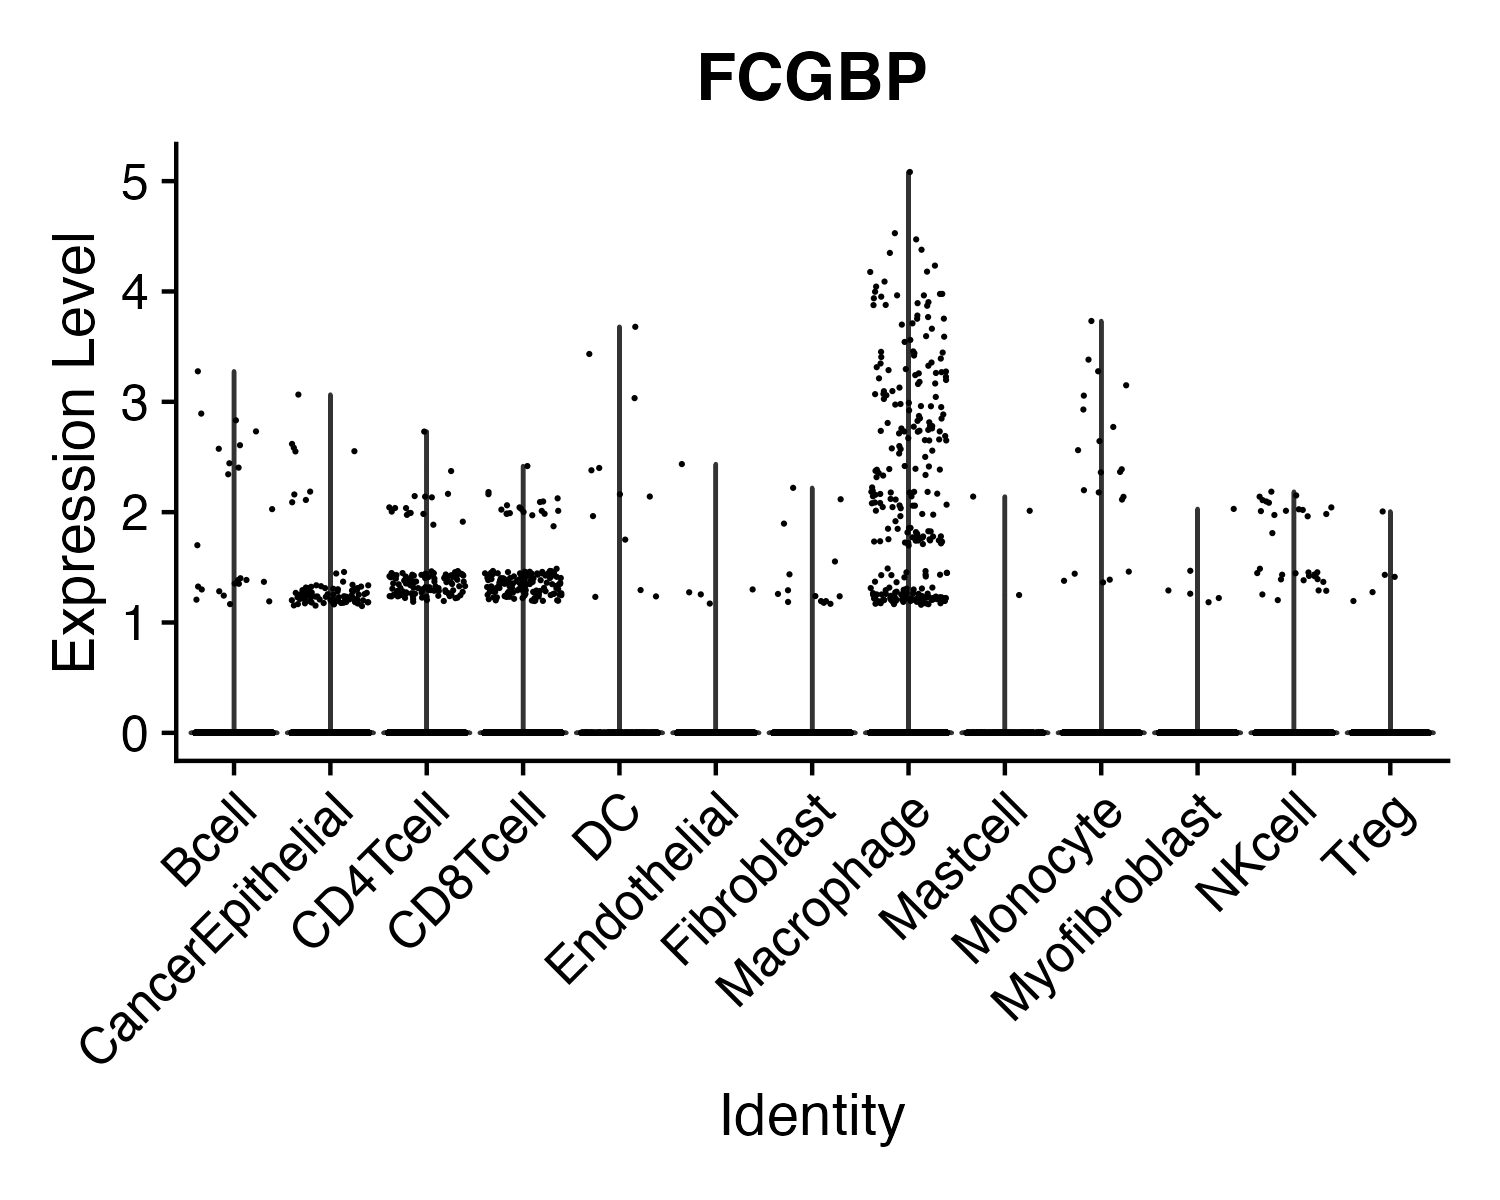 FCGBP
Expression Level
5
4
3
2
1
0
Bcell
CancerEpithelial
CD4Tcell
CD8Tcell
DC
Endothelial
Fibroblast
Macrophage
Mastcell
Monocyte
Myofibroblast
NKcell
Treg
Identity